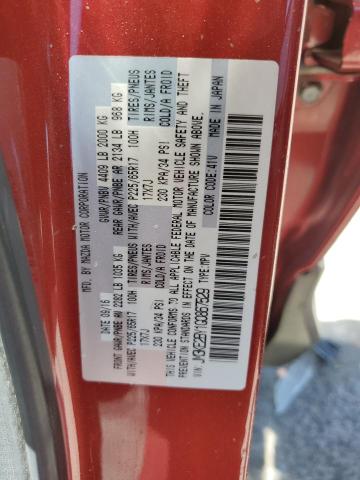 MFD. BY: MAZDA MOTOR CORPORATION
DATE 09/16 GVWR/PNBV 4409 LB 2000 KG
FRONT GAWR/PNBE AV 2282 LB 1035 KG REAR GAWR/PNBE AR 2134 LB 968 KG
WITH/AVEC P225/65R17 100H TIRES/PNEUS WITH/AVEC P225/65R17 100H TIRES/PNEUS
17X7J RIMS/JANTES 17X7J RIMS/JANTES
230 KPA/34 PSI COLD/A FROID 230 KPA/34 PSI COLD/A FROID
THIS VEHICLE CONFORMS TO ALL APPLICABLE FEDERAL MOTOR VEHICLE SAFETY AND THEFT
PREVENTION STANDARDS IN EFFECT ON THE DATE OF MANUFACTURE SHOWN ABOVE.
TYPE:MPV COLOR:41V MADE IN JAPAN